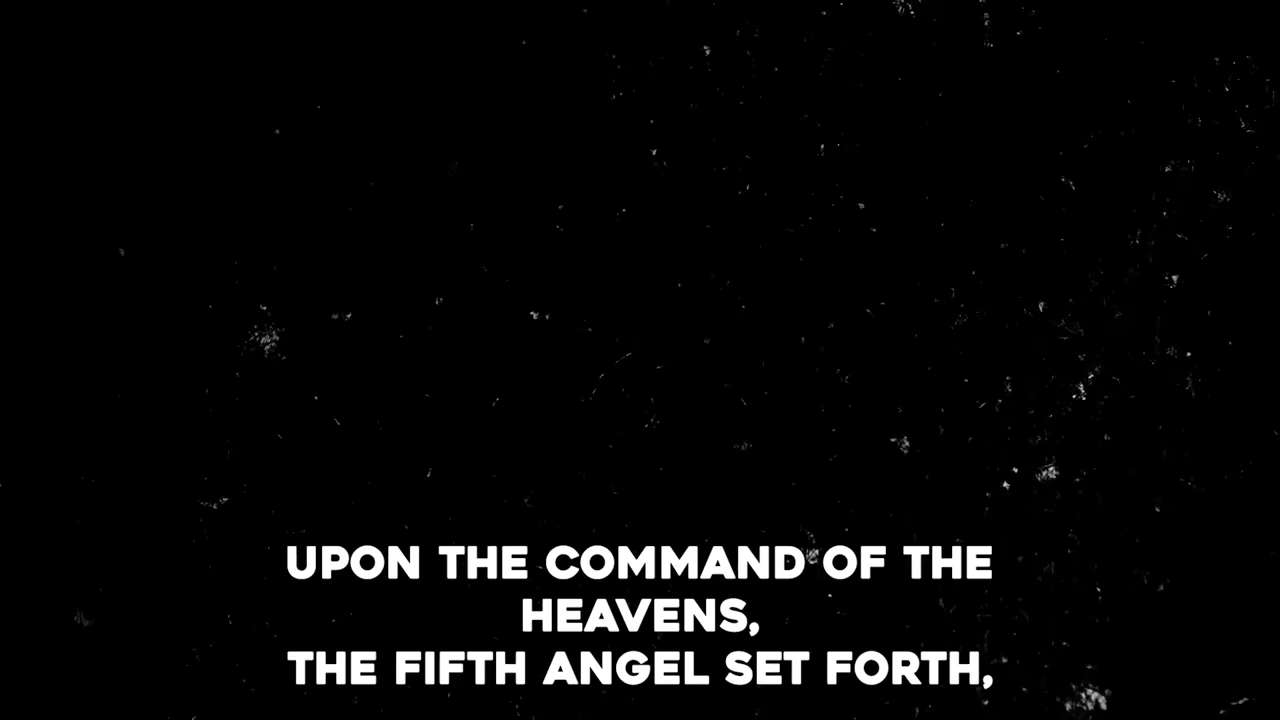 UPON THE COMMAND OF THE
HEAVENS,
THE FIFTH ANGEL SET FORTH,